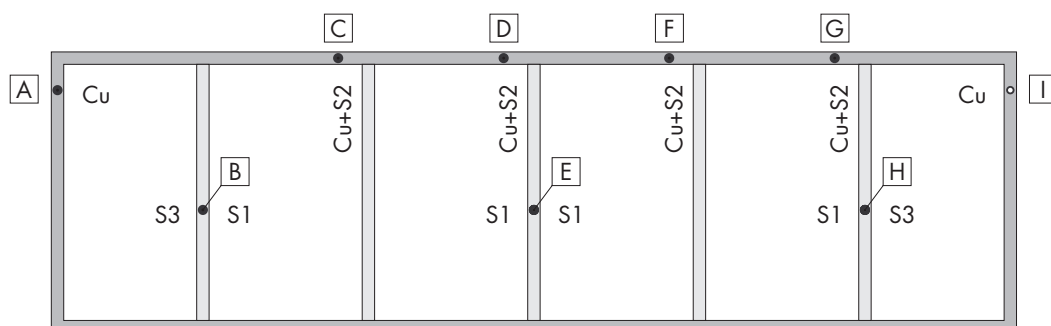 C D F G
A Cu Cu+S2 Cu+S2 Cu+S2 Cu+S2 Cu I
B E H
S3 S1 S1 S1 S1 S3